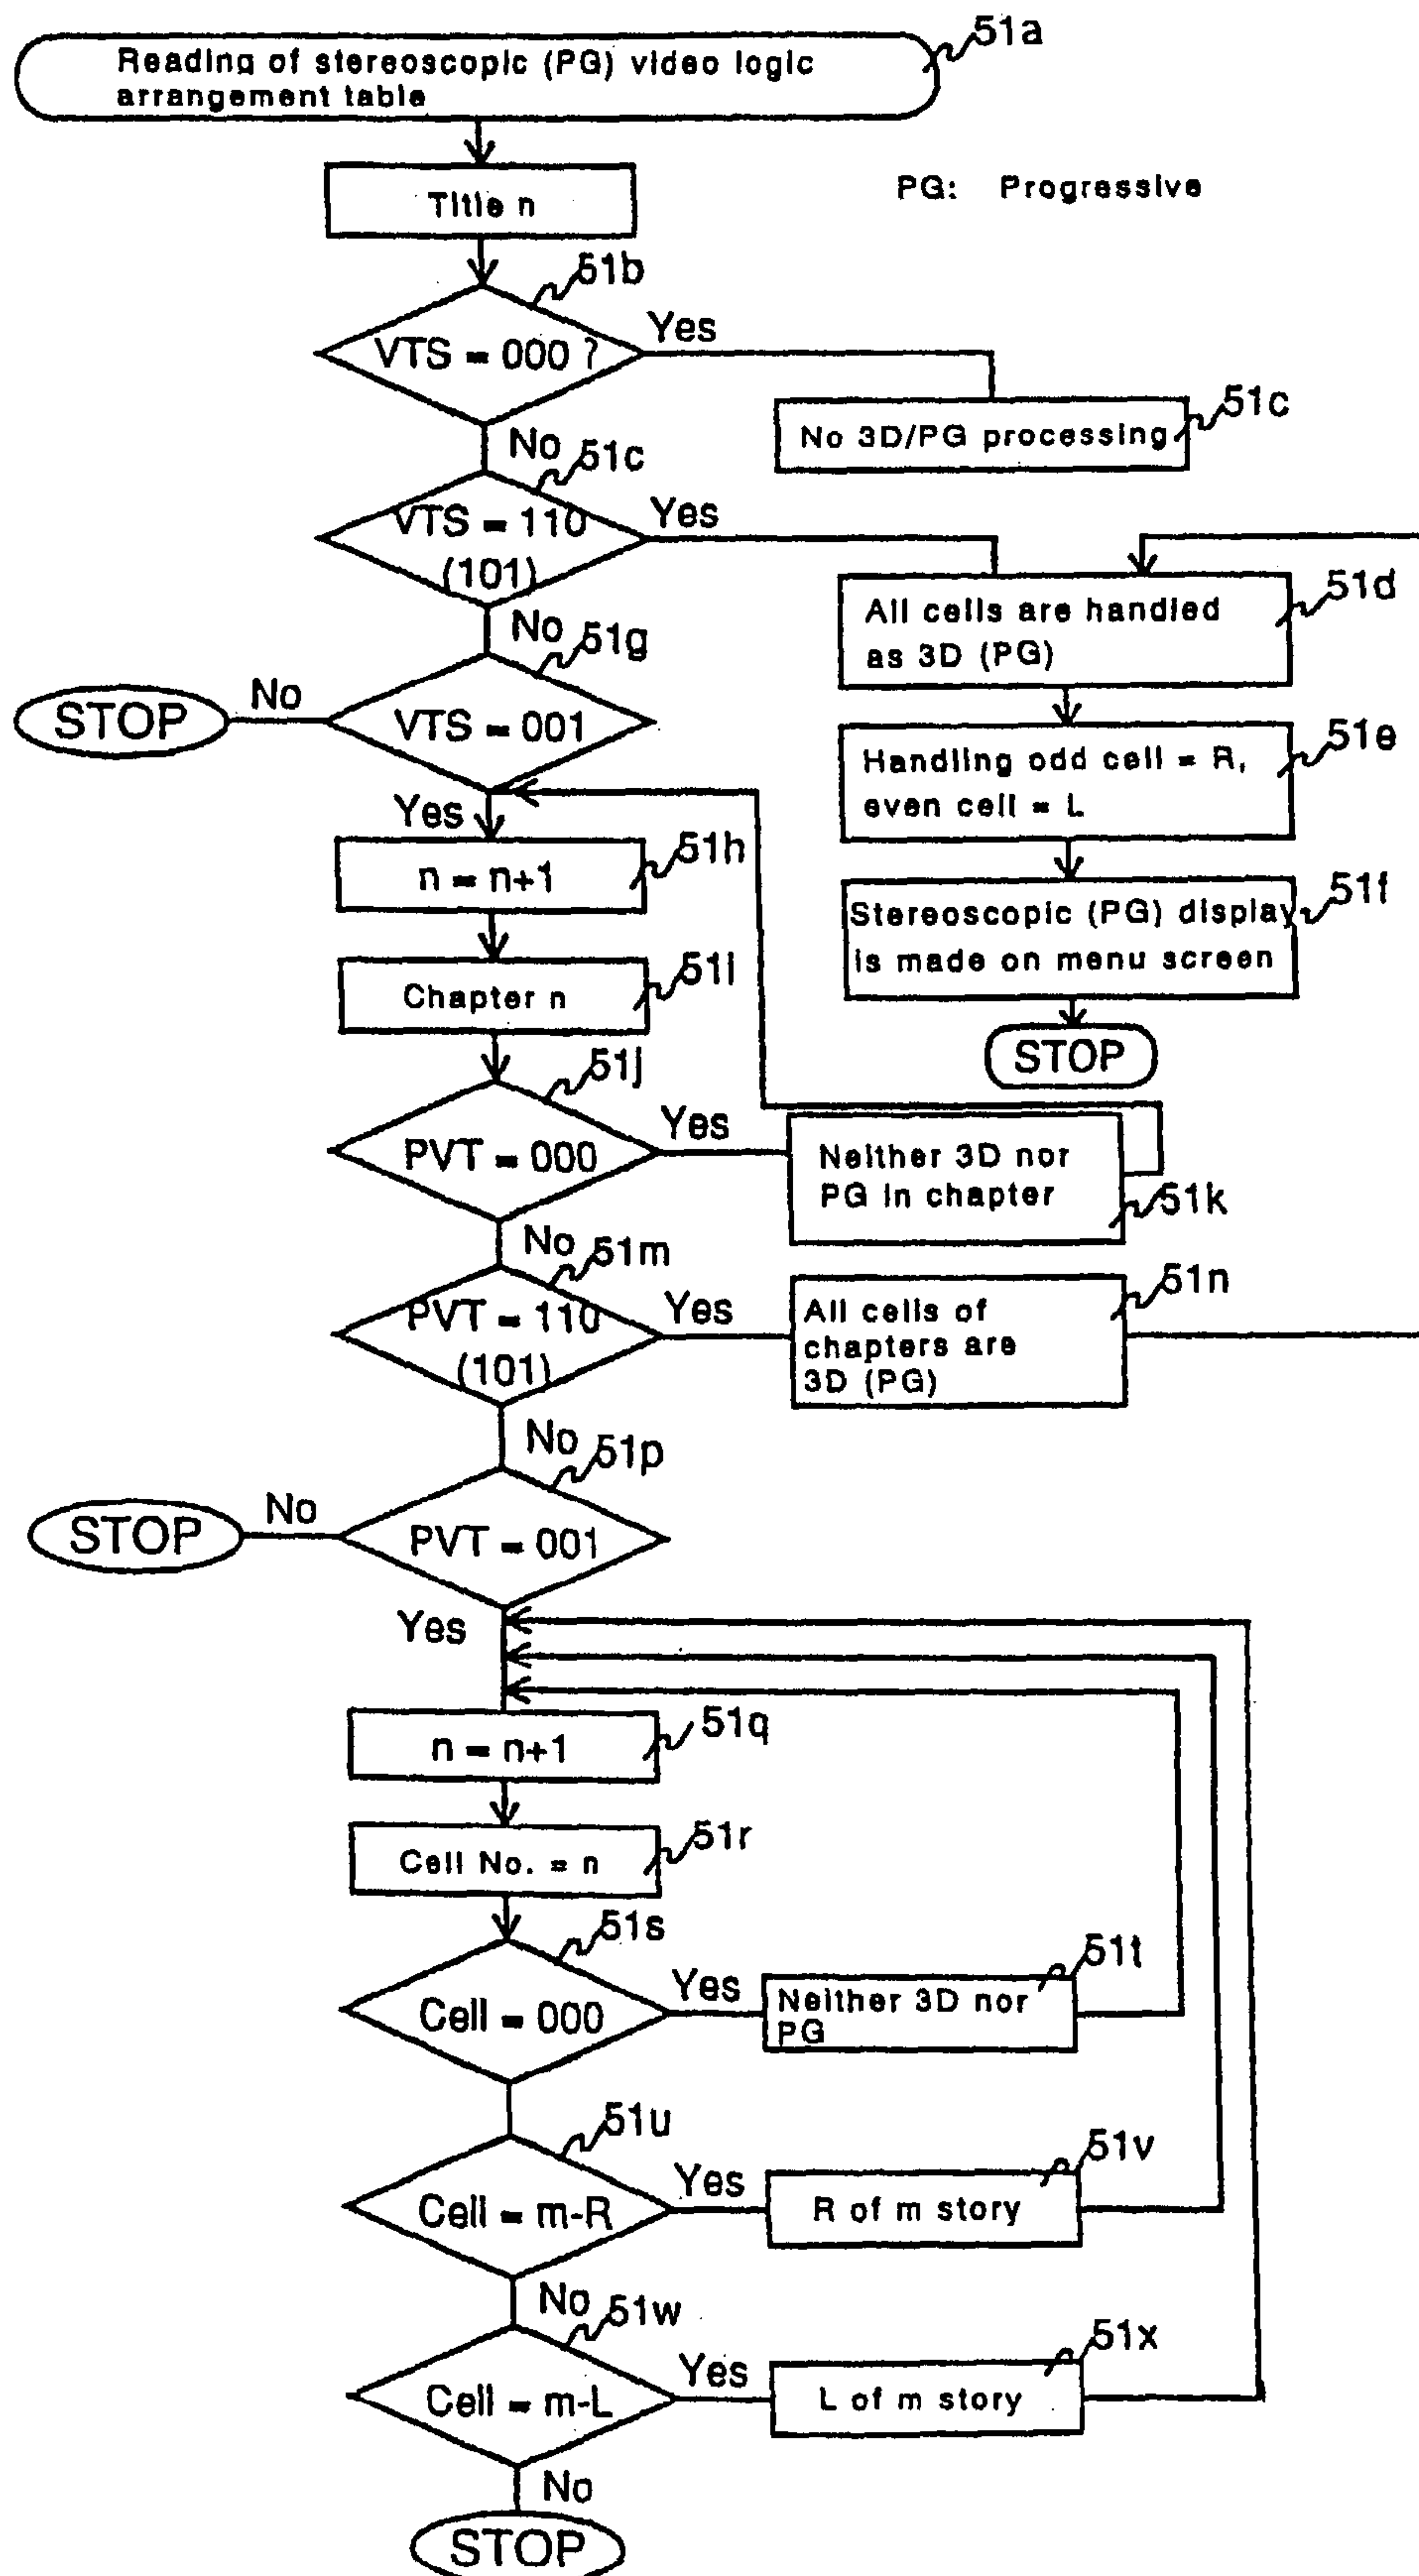 51a
Reading of stereoscopic (PG) video logic
arrangement table
Title n
PG: Progressive
51b
VTS = 000 ?
Yes
51c
No 3D/PG processing
No
51c
VTS = 110
(101)
Yes
51d
All cells are handled
as 3D (PG)
No
51g
VTS = 001
No
STOP
51e
Handling odd cell = R,
even cell = L
Yes
51h
n = n+1
51f
Stereoscopic (PG) display
is made on menu screen
STOP
51i
Chapter n
51j
PVT = 000
Yes
Neither 3D nor
PG in chapter
51k
No
51m
PVT = 110
(101)
Yes
51n
All cells of
chapters are
3D (PG)
No
51p
PVT = 001
No
STOP
Yes
51q
n = n+1
51r
Cell No. = n
51s
Cell = 000
Yes
51t
Neither 3D nor
PG
51u
Cell = m-R
Yes
51v
R of m story
No
51w
Cell = m-L
Yes
51x
L of m story
No
STOP